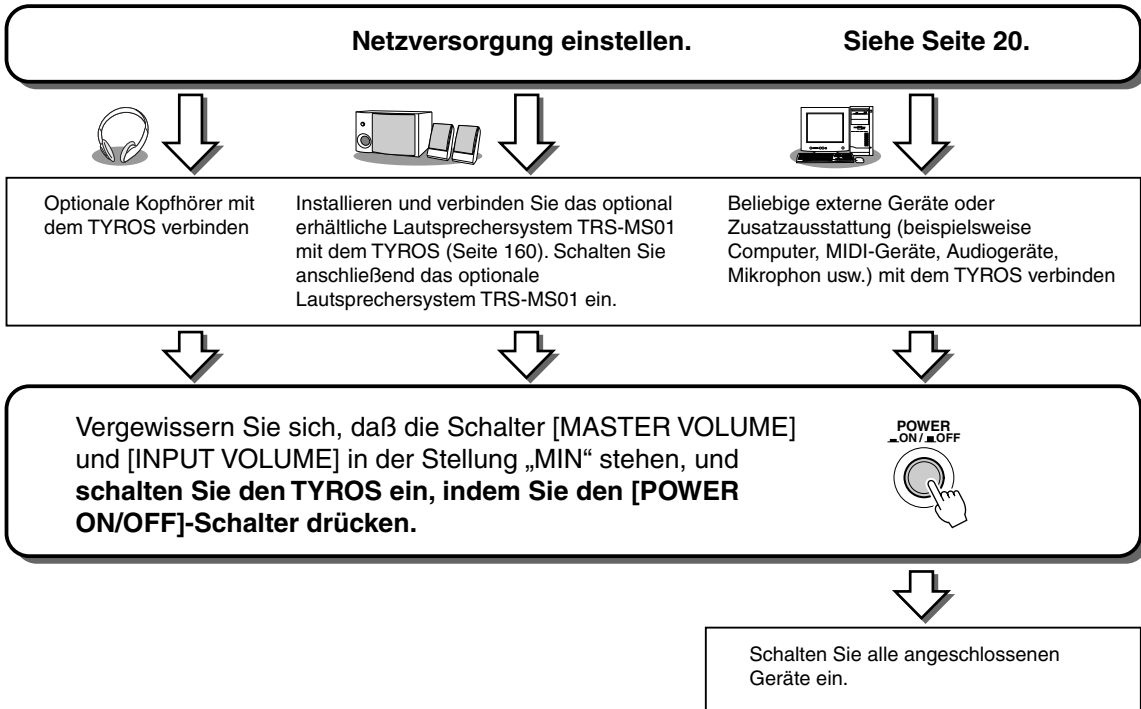 Netzversorgung einstellen. Siehe Seite 20.
Optionale Kopfhörer mit
dem TYROS verbinden
Installieren und verbinden Sie das optional
erhältliche Lautsprechersystem TRS-MS01
mit dem TYROS (Seite 160). Schalten Sie
anschließend das optionale
Lautsprechersystem TRS-MS01 ein.
Beliebige externe Geräte oder
Zusatzausstattung (beispielsweise
Computer, MIDI-Geräte, Audiogeräte,
Mikrophon usw.) mit dem TYROS verbinden
Vergewissern Sie sich, daß die Schalter [MASTER VOLUME]
und [INPUT VOLUME] in der Stellung „MIN“ stehen, und
schalten Sie den TYROS ein, indem Sie den [POWER
ON/OFF]-Schalter drücken.
POWER
ON / OFF
Schalten Sie alle angeschlossenen
Geräte ein.